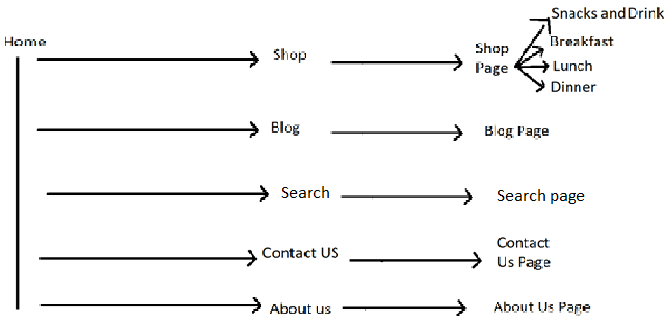 Home
Shop
Shop
Page
Snacks and Drink
Breakfast
Lunch
Dinner
Blog
Blog Page
Search
Search page
Contact US
Contact
Us Page
About us
About Us Page